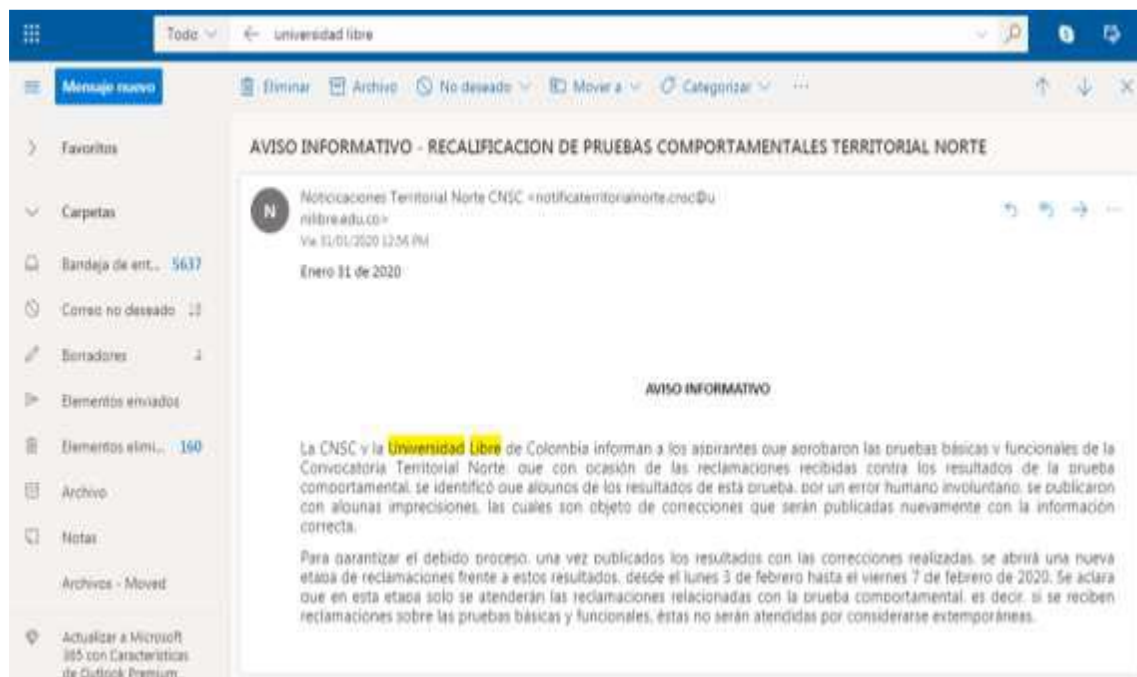 Todo
universidad libre
Mensaje nuevo
Eliminar Archivo No deseado Mover a Categorizar ...
Favoritos
AVISO INFORMATIVO - RECALIFICACION DE PRUEBAS COMPORTAMENTALES TERRITORIAL NORTE
Carpetas
N
Noticicaciones Territorial Norte CNSC <notificaterritorialnorte.cnsc@u
nilibre.edu.co>
Vie 31/01/2020 12:56 PM
Bandeja de ent... 5637
Enero 31 de 2020
Correo no deseado
Borradores
AVISO INFORMATIVO
Elementos enviados
Elementos elimi... 160
La CNSC y la Universidad Libre de Colombia informan a los aspirantes que aprobaron las pruebas básicas y funcionales de la
Convocatoria Territorial Norte, que con ocasión de las reclamaciones recibidas contra los resultados de la prueba
comportamental, se identificó que algunos de los resultados de esta prueba, por un error humano involuntario, se publicaron
con algunas imprecisiones, las cuales son objeto de correcciones que serán publicadas nuevamente con la información
correcta.
Archivo
Notas
Para garantizar el debido proceso, una vez publicados los resultados con las correcciones realizadas, se abrirá una nueva
etapa de reclamaciones frente a estos resultados, desde el lunes 3 de febrero hasta el viernes 7 de febrero de 2020. Se aclara
que en esta etapa solo se atenderán las reclamaciones relacionadas con la prueba comportamental, es decir, si se reciben
reclamaciones sobre las pruebas básicas y funcionales, éstas no serán atendidas por considerarse extemporáneas.
Archivos - Moved
Actualizar a Microsoft
365 con Características
de Outlook Premium